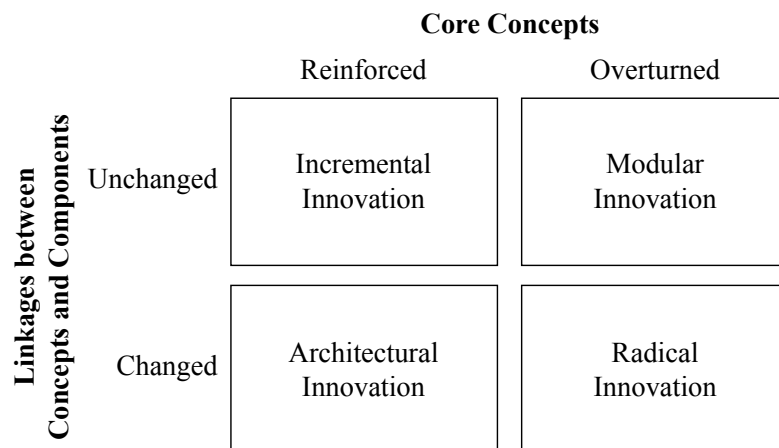 Core Concepts
Reinforced
Overturned
Linkages between
Concepts and Components
Unchanged
Incremental
Innovation
Modular
Innovation
Changed
Architectural
Innovation
Radical
Innovation